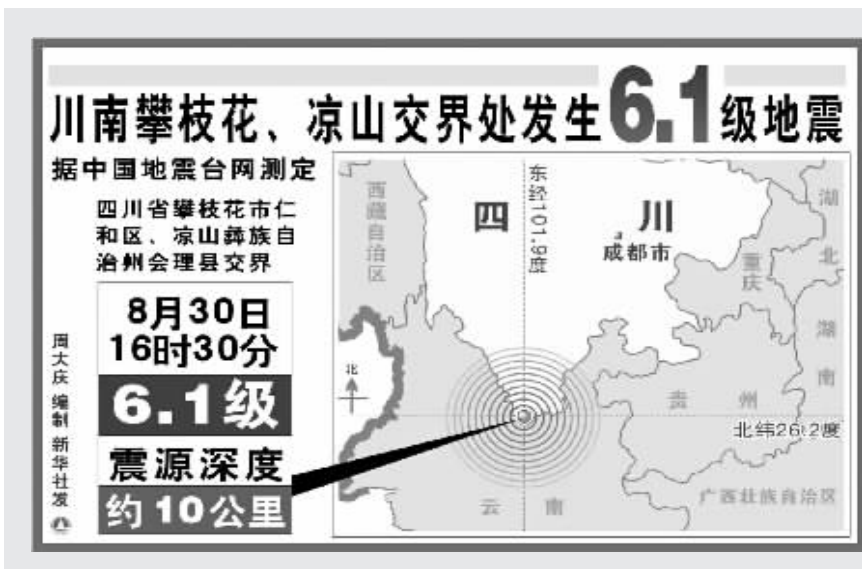 川南攀枝花、凉山交界处发生6.1级地震
据中国地震台网测定
四川省攀枝花市仁
和区、凉山彝族自
治州会理县交界
8月30日
16时30分
6.1级
震源深度
约10公里
周大庆 编制 新华社发
西藏自治区
四川
东经101.9度
成都市
重庆
湖北
湖南
北
贵州
北纬26.2度
云南
广西壮族自治区